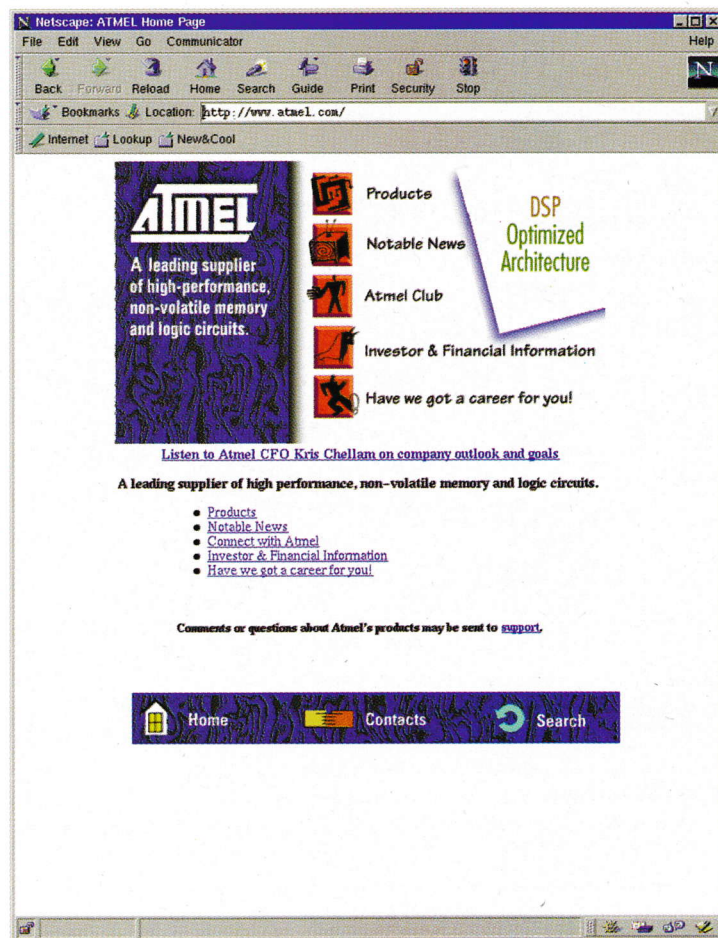 Netscape: ATMEL Home Page
File Edit View Go Communicator Help
Back Forward Reload Home Search Guide Print Security Stop
N
Bookmarks Location: http://www.atmel.com/
Internet Lookup New&Cool
ATMEL
A leading supplier
of high-performance,
non-volatile memory
and logic circuits.
Products
Notable News
Atmel Club
Investor & Financial Information
Have we got a career for you!
DSP
Optimized
Architecture
Listen to Atmel CFO Kris Chellam on company outlook and goals
A leading supplier of high performance, non-volatile memory and logic circuits.
Products
Notable News
Connect with Atmel
Investor & Financial Information
Have we got a career for you!
Comments or questions about Atmel's products may be sent to support.
Home Contacts Search